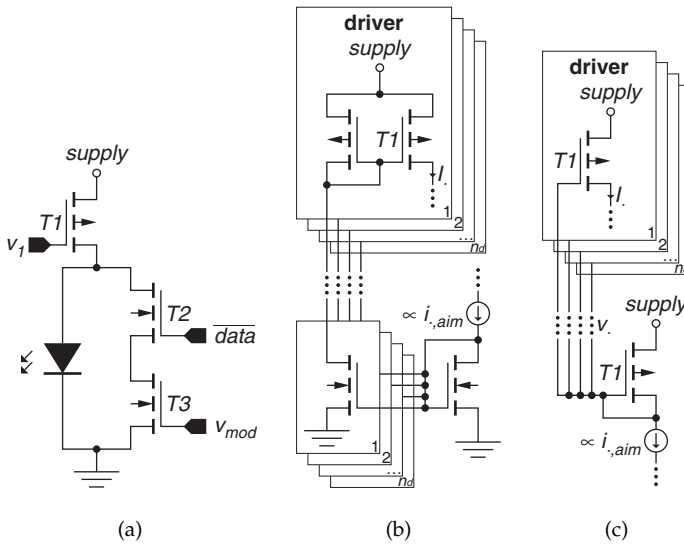 supply
T1
v1
T2
data
T3
vmod
(a)
driver
supply
T1
I.
1
2
...
nd
∝ i.,aim
1
2
...
nd
(b)
driver
supply
T1
I.
1
2
...
v.
supply
T1
∝ i.,aim
(c)